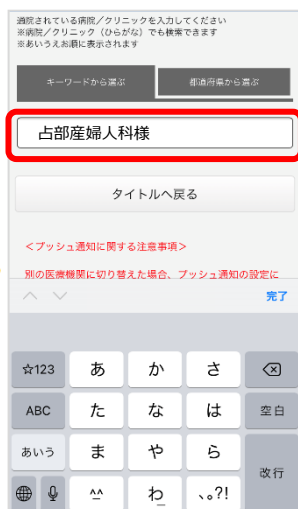 通院されている病院／クリニックを入力してください
※病院／クリニック（ひらがな）でも検索できます
※あいうえお順に表示されます
キーワードから選ぶ 都道府県から選ぶ
占部産婦人科様
タイトルへ戻る
＜プッシュ通知に関する注意事項＞
別の医療機関に切り替えた場合、プッシュ通知の設定に
完了
☆123 あ か さ
ABC た な は 空白
あいう ま や ら
改行
^^ わ 、。?!